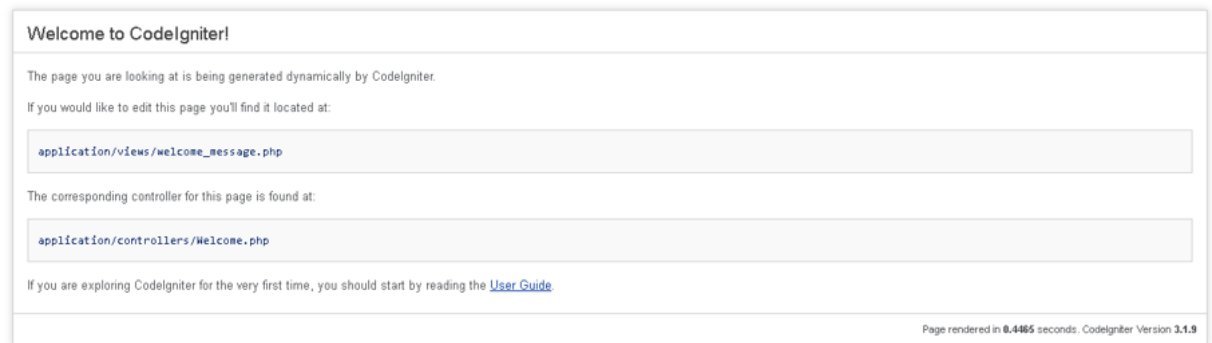 Welcome to CodeIgniter!
The page you are looking at is being generated dynamically by CodeIgniter.
If you would like to edit this page you'll find it located at:
application/views/welcome_message.php
The corresponding controller for this page is found at:
application/controllers/Welcome.php
If you are exploring CodeIgniter for the very first time, you should start by reading the User Guide.
Page rendered in 0.4465 seconds. CodeIgniter Version 3.1.9